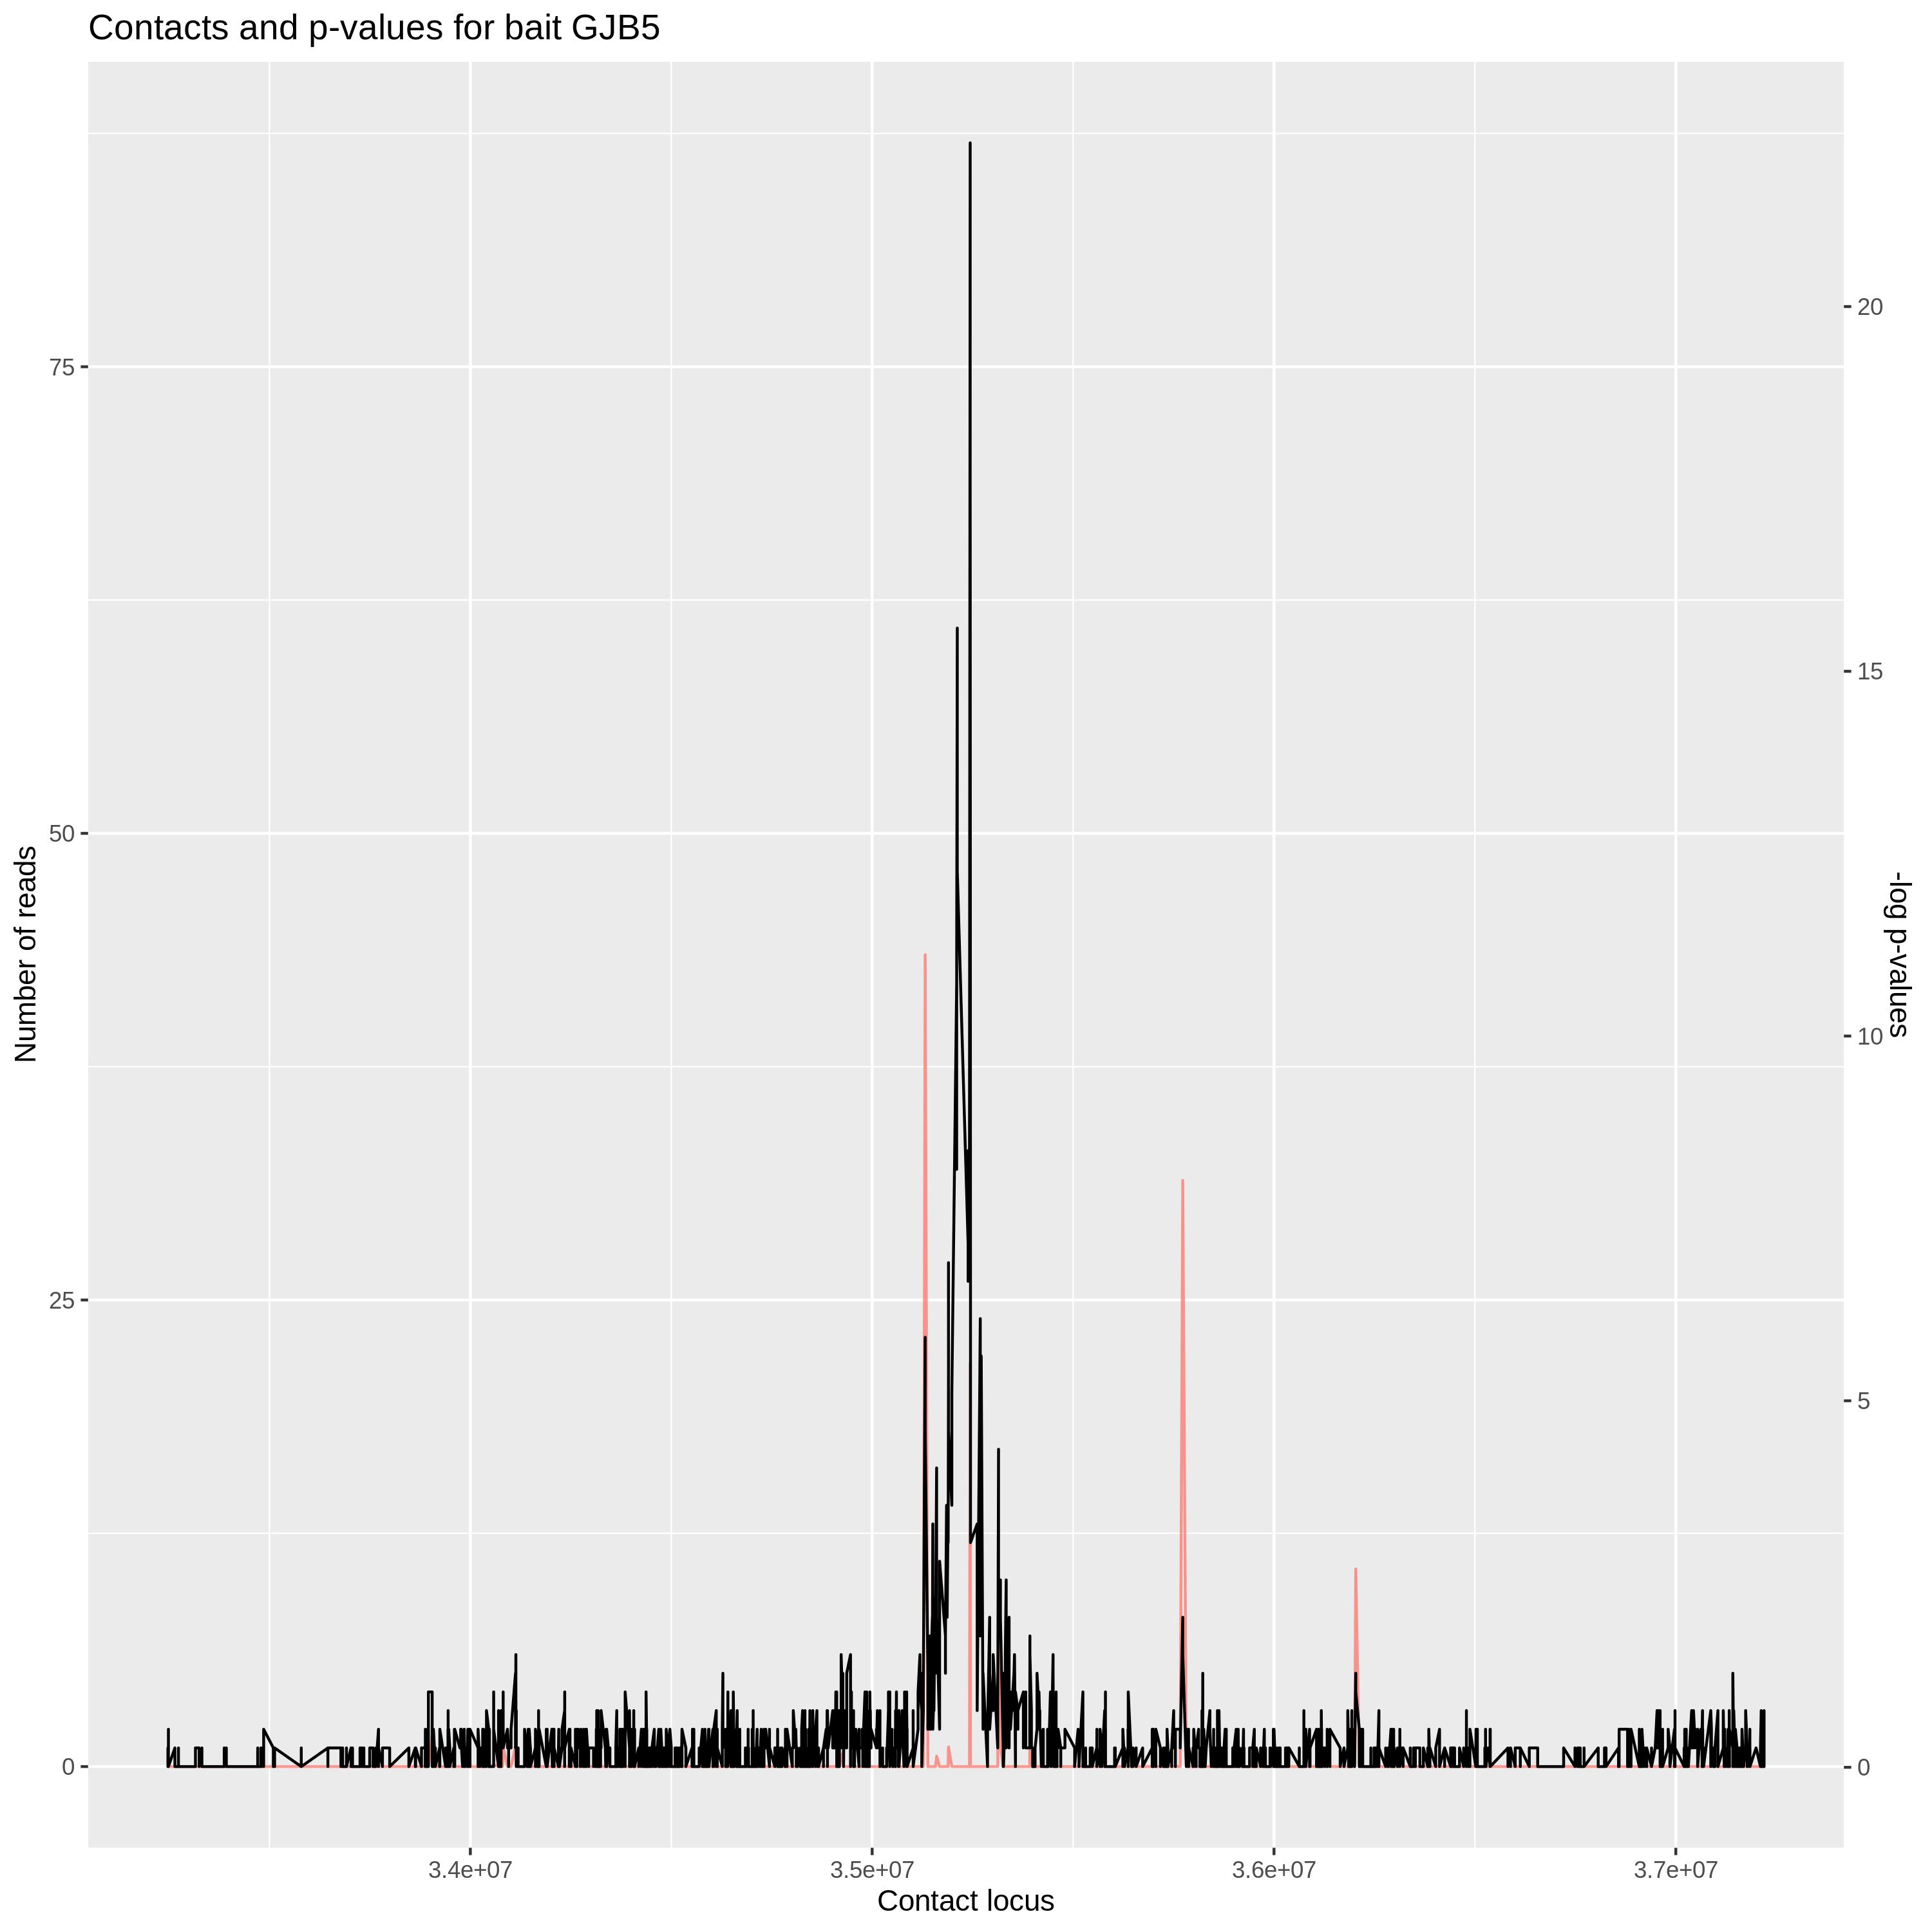 Contacts and p-values for bait GJB5
Number of reads
75
50
25
0
20
15
10
5
0
-log p-values
3.4e+07
3.5e+07
3.6e+07
3.7e+07
Contact locus